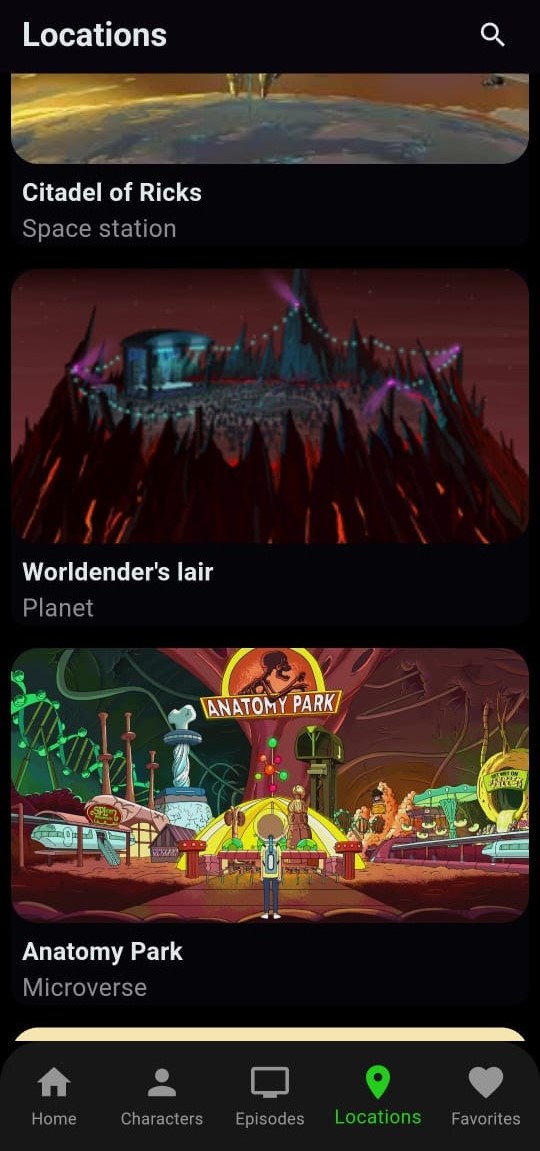 Locations
Citadel of Ricks
Space station
Worldender's lair
Planet
ANATOMY PARK
Anatomy Park
Microverse
Home
Characters
Episodes
Locations
Favorites